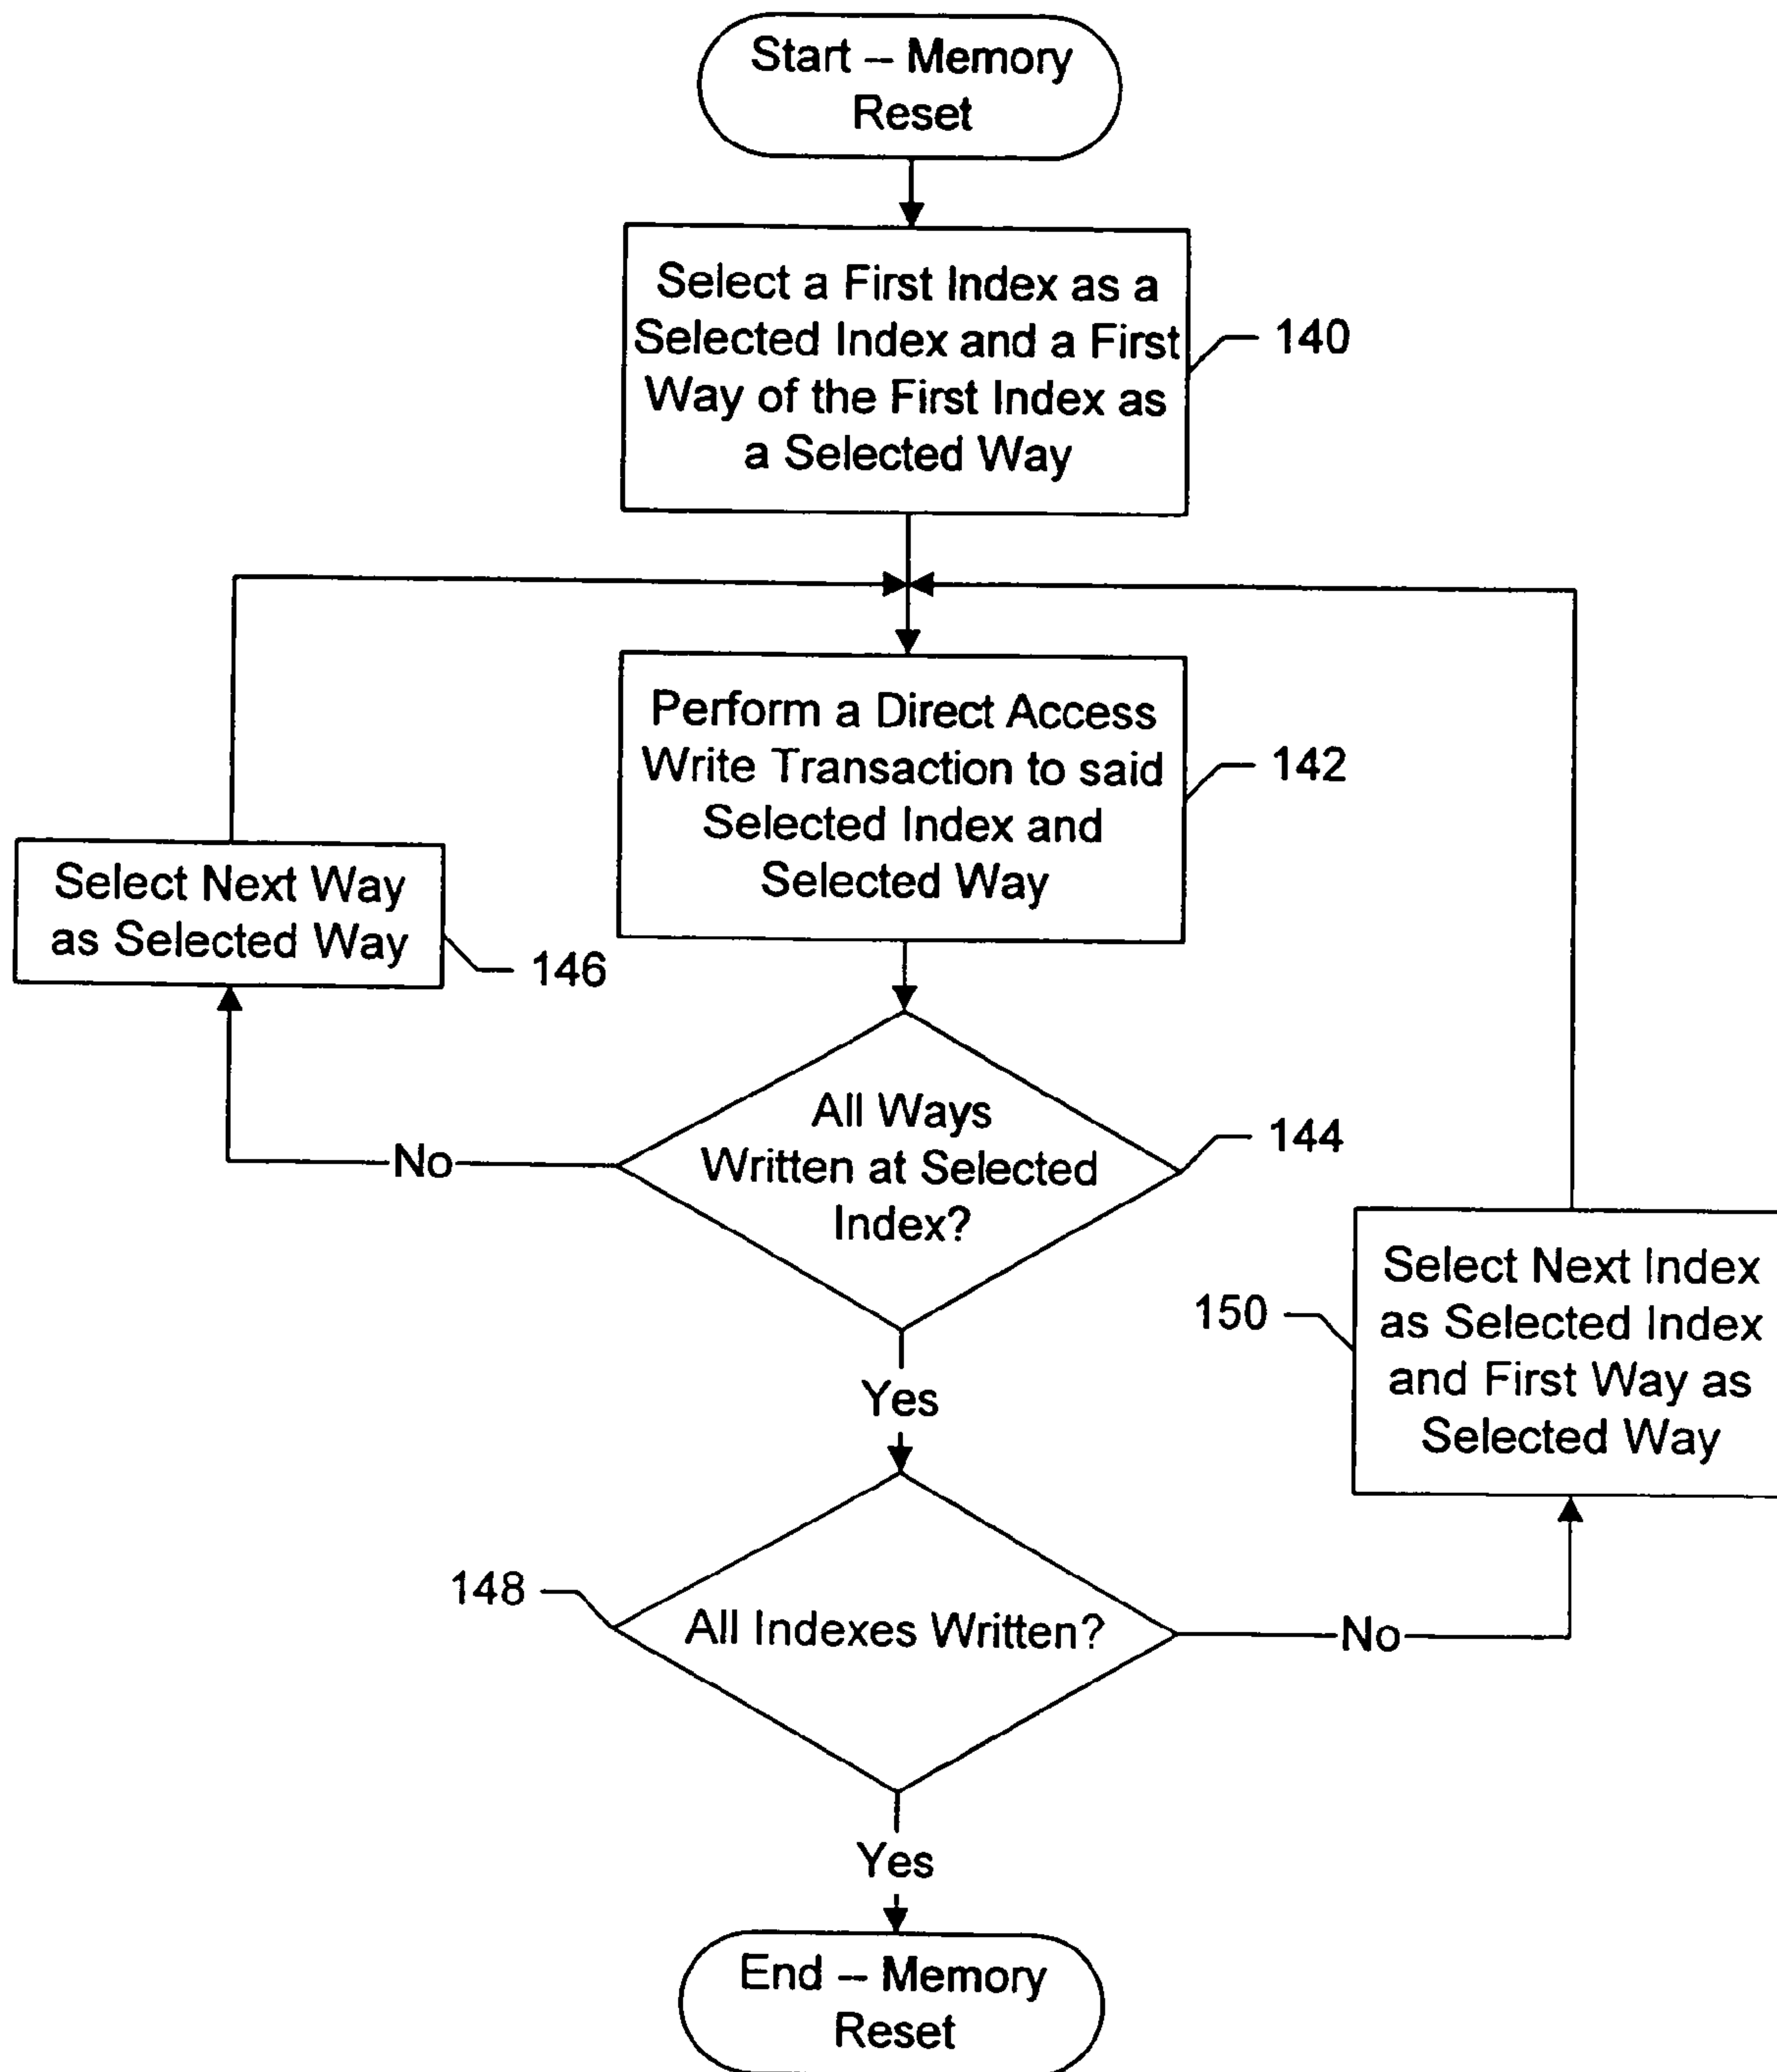 Start – Memory
Reset
Select a First Index as a
Selected Index and a First
Way of the First Index as
a Selected Way
140
Perform a Direct Access
Write Transaction to said
Selected Index and
Selected Way
142
Select Next Way
as Selected Way
146
All Ways
Written at Selected
Index?
144
No
Yes
Select Next Index
as Selected Index
and First Way as
Selected Way
150
All Indexes Written?
148
No
Yes
End – Memory
Reset